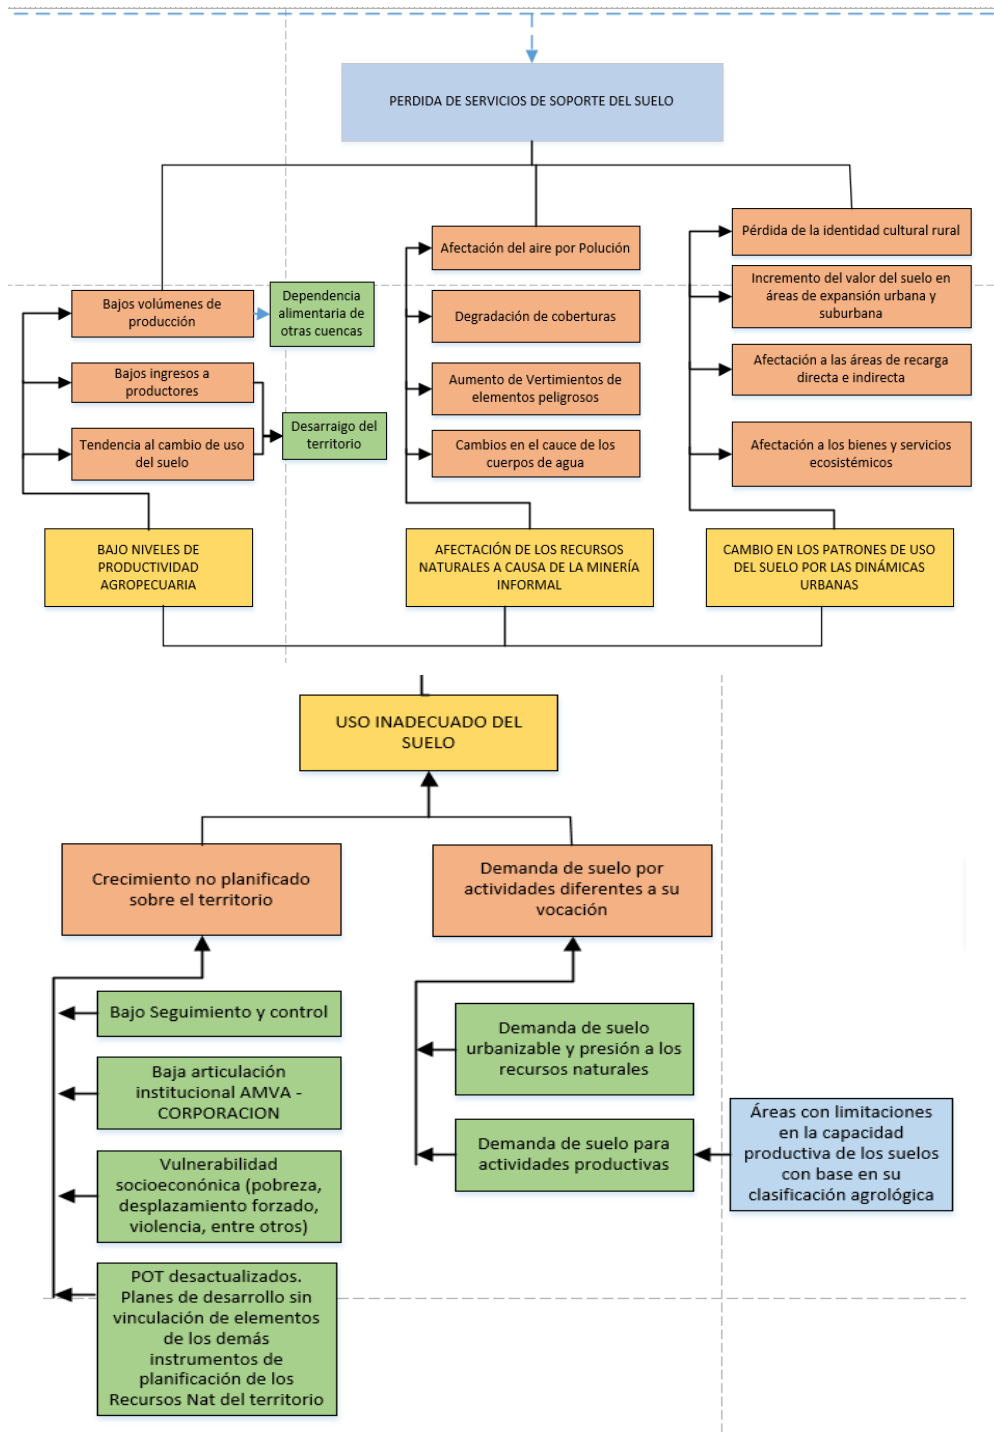 PERDIDA DE SERVICIOS DE SOPORTE DEL SUELO
Bajos volúmenes de
producción
Dependencia
alimentaria de
otras cuencas
Bajos ingresos a
productores
Desarraigo del
territorio
Tendencia al cambio de uso
del suelo
BAJO NIVELES DE
PRODUCTIVIDAD
AGROPECUARIA
Afectación del aire por Polución
Degradación de coberturas
Aumento de Vertimientos de
elementos peligrosos
Cambios en el cauce de los
cuerpos de agua
AFECTACIÓN DE LOS RECURSOS
NATURALES A CAUSA DE LA MINERÍA
INFORMAL
Pérdida de la identidad cultural rural
Incremento del valor del suelo en
áreas de expansión urbana y
suburbana
Afectación a las áreas de recarga
directa e indirecta
Afectación a los bienes y servicios
ecosistémicos
CAMBIO EN LOS PATRONES DE USO
DEL SUELO POR LAS DINÁMICAS
URBANAS
USO INADECUADO DEL
SUELO
Crecimiento no planificado
sobre el territorio
Bajo Seguimiento y control
Baja articulación
institucional AMVA -
CORPORACION
Vulnerabilidad
socioeconónica (pobreza,
desplazamiento forzado,
violencia, entre otros)
POT desactualizados.
Planes de desarrollo sin
vinculación de elementos
de los demás
instrumentos de
planificación de los
Recursos Nat del territorio
Demanda de suelo por
actividades diferentes a su
vocación
Demanda de suelo
urbanizable y presión a los
recursos naturales
Demanda de suelo para
actividades productivas
Áreas con limitaciones
en la capacidad
productiva de los suelos
con base en su
clasificación agrológica